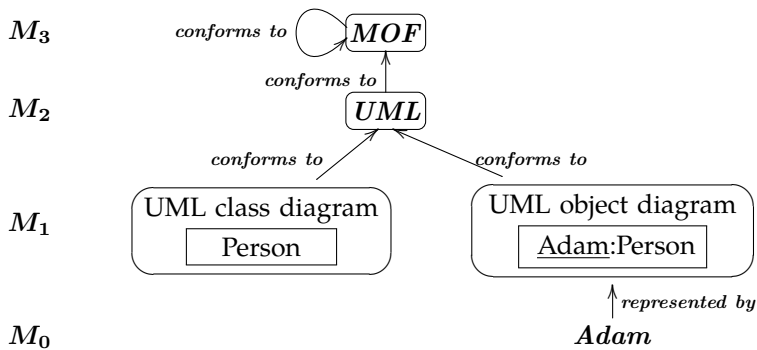 M3 conforms to MOF
conforms to
M2 UML
conforms to conforms to
UML class diagram UML object diagram
M1
Person Adam:Person
represented by
M0 Adam